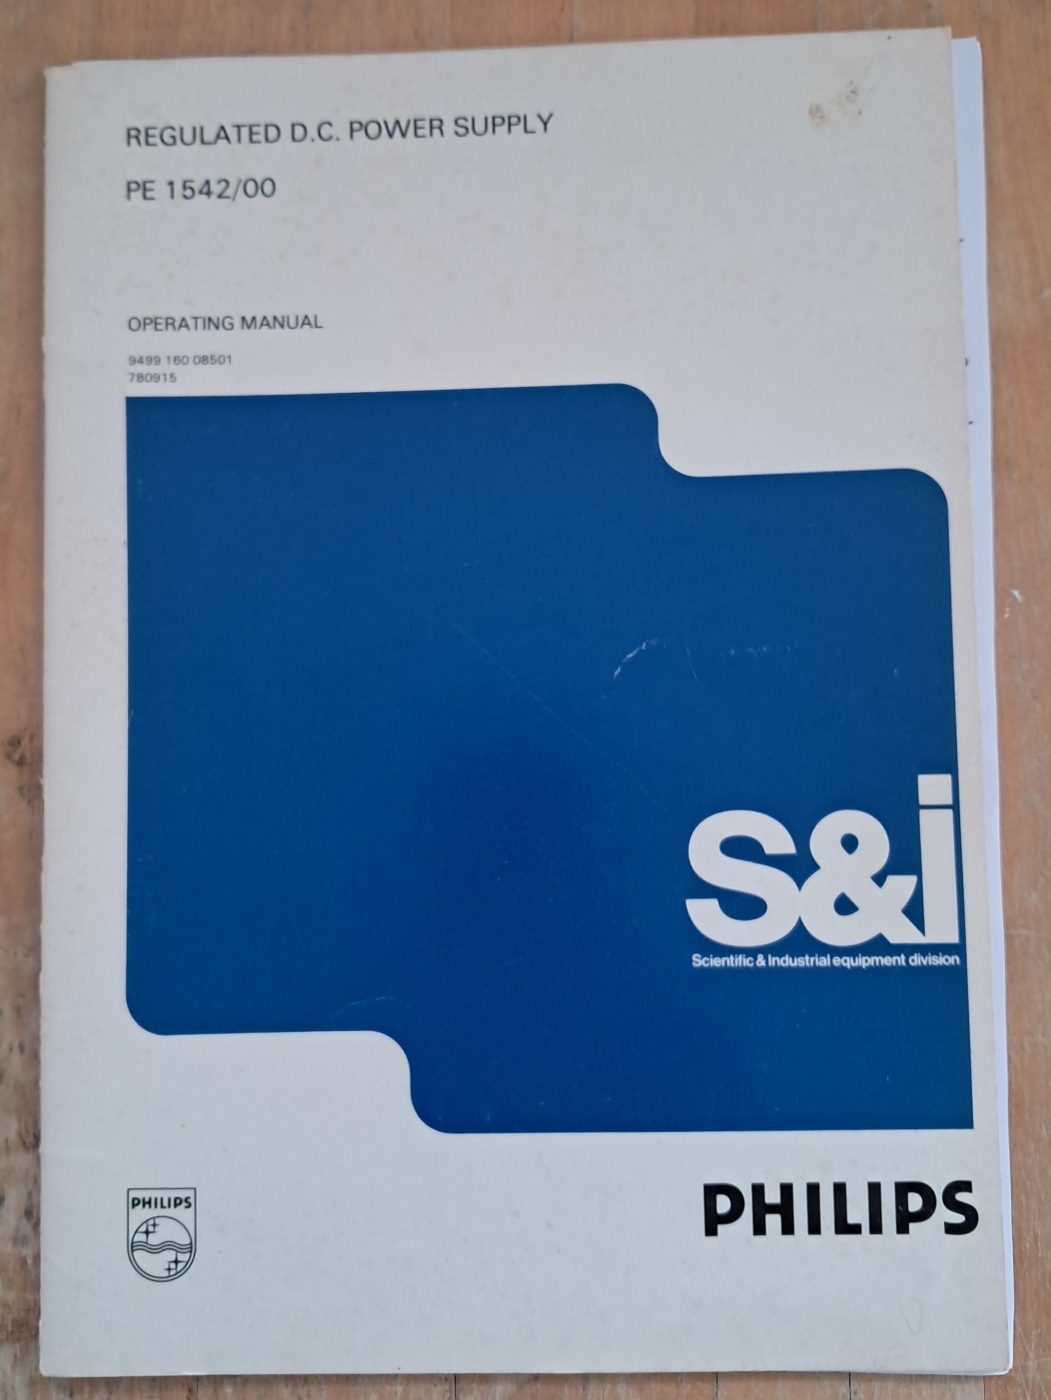 REGULATED D.C. POWER SUPPLY
PE 1542/00
OPERATING MANUAL
9499 160 08501
780915
S&i
Scientific & Industrial equipment division
PHILIPS
PHILIPS